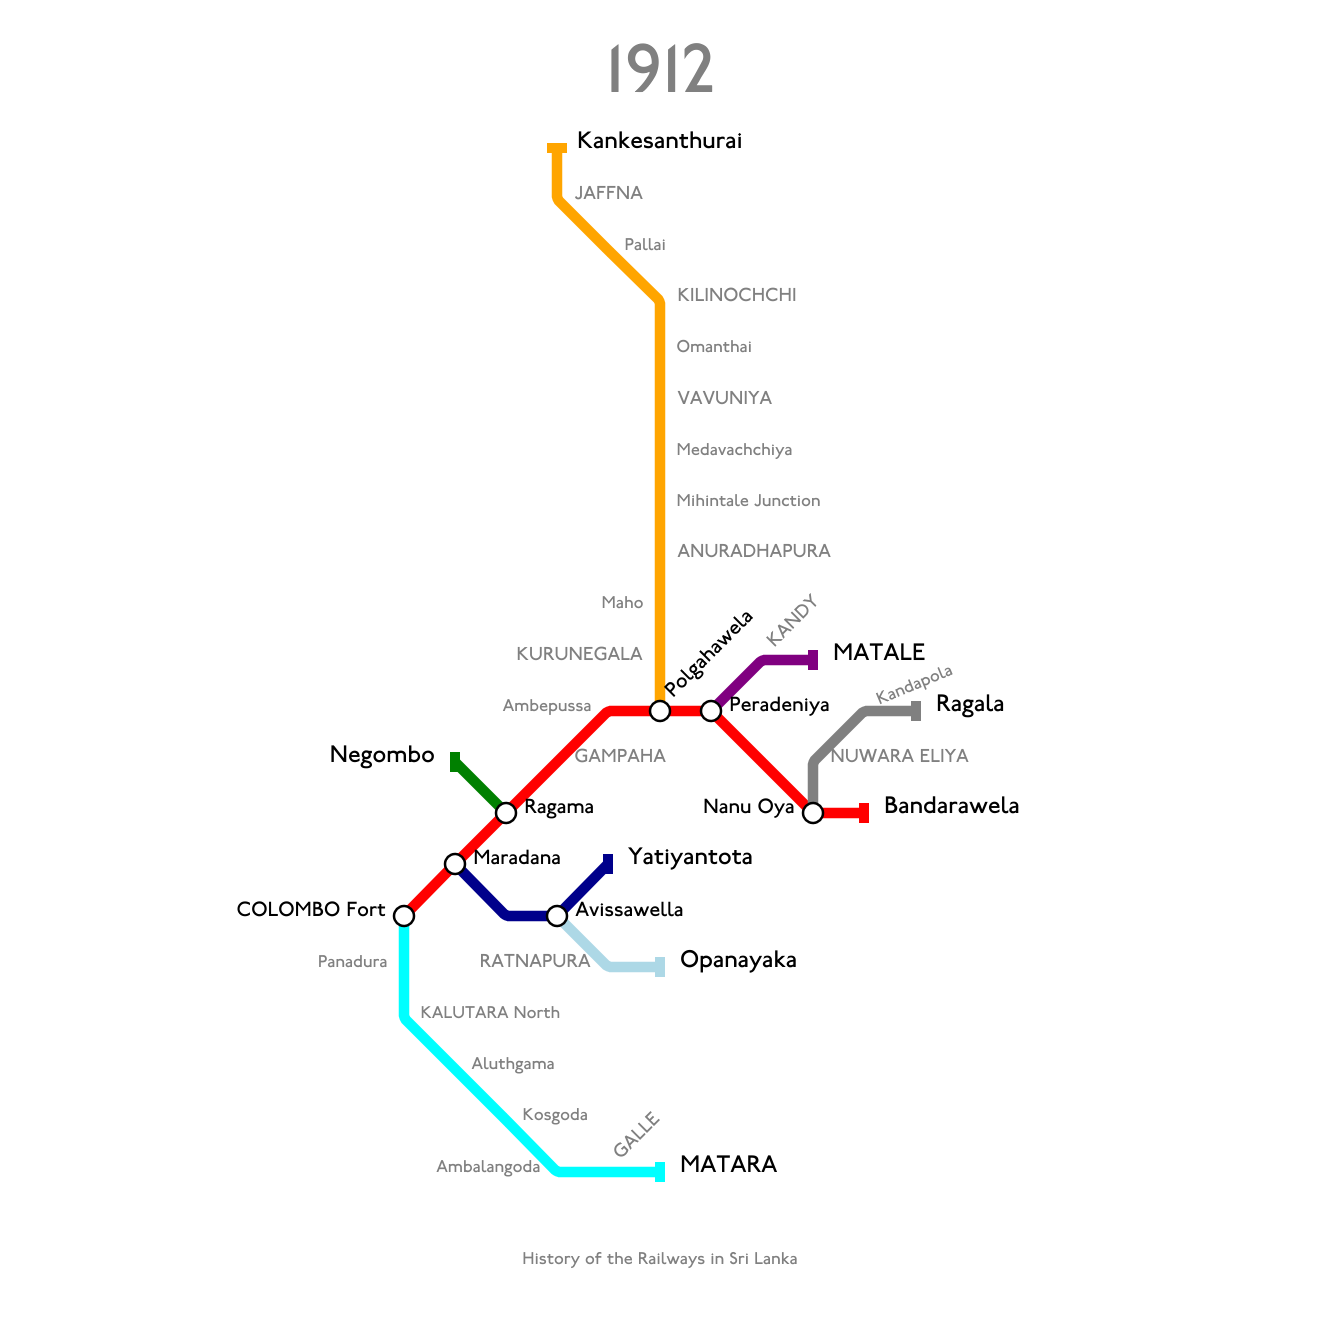 1912
Kankesanthurai
JAFFNA
Pallai
KILINOCHCHI
Omanthai
VAVUNIYA
Medavachchiya
Mihintale Junction
ANURADHAPURA
Maho
KANDY
KURUNEGALA
Polgahawela
MATALE
Ambepussa
Peradeniya
Kandapola
Ragala
Negombo
GAMPAHA
NUWARA ELIYA
Ragama
Nanu Oya
Bandarawela
Maradana
Yatiyantota
COLOMBO Fort
Avissawella
Panadura
RATNAPURA
Opanayaka
KALUTARA North
Aluthgama
Kosgoda
GALLE
Ambalangoda
MATARA
History of the Railways in Sri Lanka